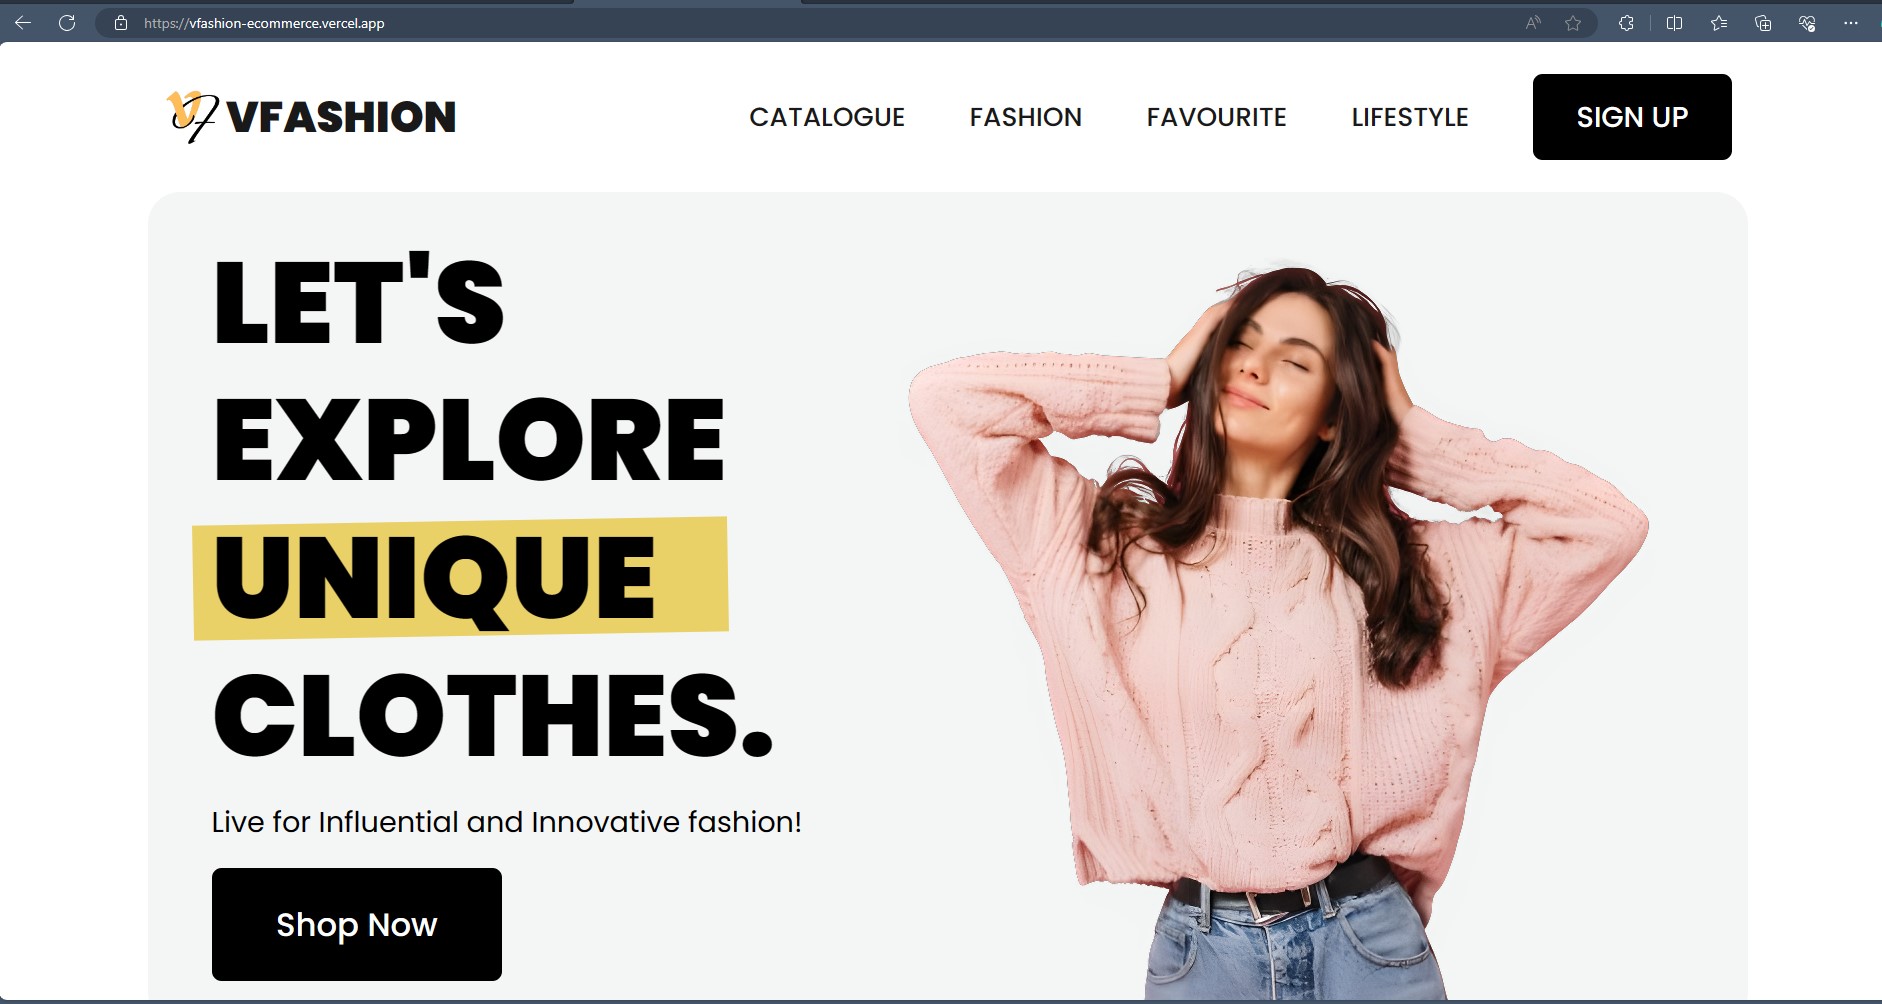 https://vfashion-ecommerce.vercel.app
VF VFASHION
CATALOGUE FASHION FAVOURITE LIFESTYLE SIGN UP
LET'S
EXPLORE
UNIQUE
CLOTHES.
Live for Influential and Innovative fashion!
Shop Now